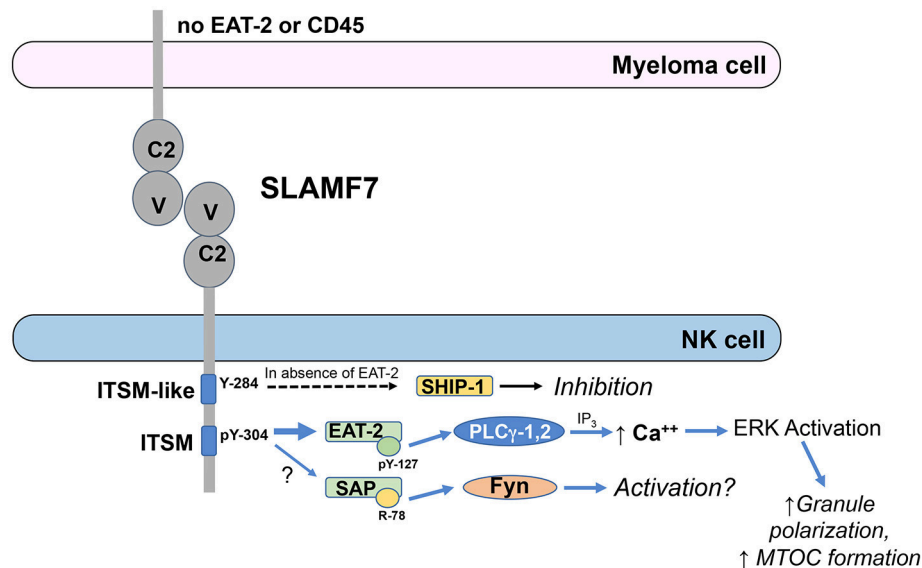 no EAT-2 or CD45
Myeloma cell
C2
V
SLAMF7
V
C2
NK cell
ITSM-like
Y-284
In absence of EAT-2
SHIP-1
Inhibition
ITSM
pY-304
EAT-2
pY-127
PLCγ-1,2
IP₃
↑ Ca⁺⁺
ERK Activation
?
SAP
R-78
Fyn
Activation?
↑Granule
polarization,
↑ MTOC formation